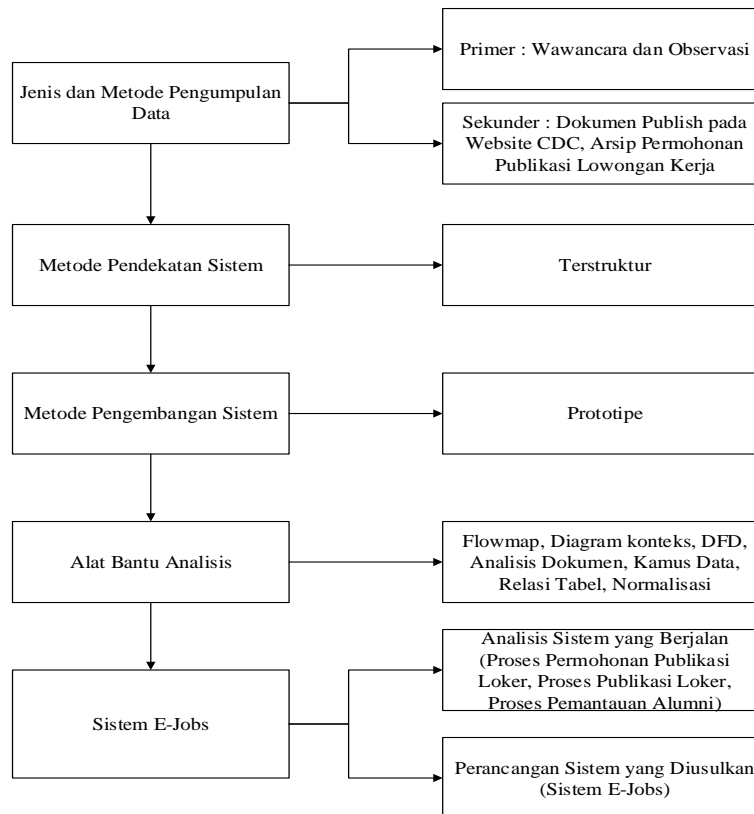 Primer : Wawancara dan Observasi
Jenis dan Metode Pengumpulan
Data
Sekunder : Dokumen Publish pada
Website CDC, Arsip Permohonan
Publikasi Lowongan Kerja
Metode Pendekatan Sistem
Terstruktur
Metode Pengembangan Sistem
Prototipe
Alat Bantu Analisis
Flowmap, Diagram konteks, DFD,
Analisis Dokumen, Kamus Data,
Relasi Tabel, Normalisasi
Sistem E-Jobs
Analisis Sistem yang Berjalan
(Proses Permohonan Publikasi
Loker, Proses Publikasi Loker,
Proses Pemantauan Alumni)
Perancangan Sistem yang Diusulkan
(Sistem E-Jobs)